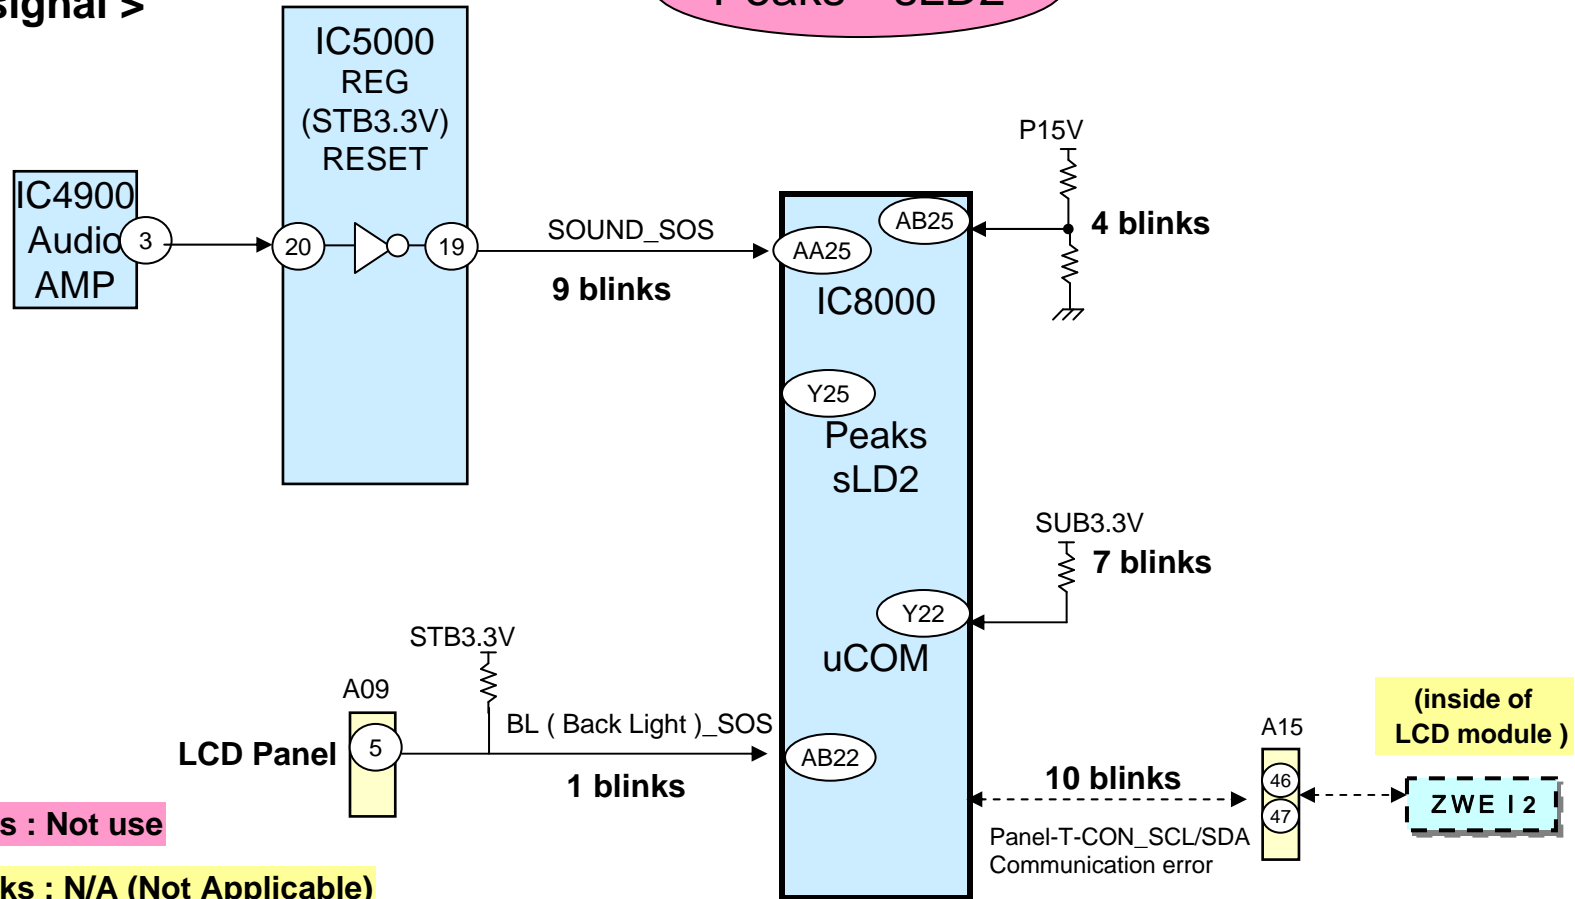 signal >
Peaks sLD2
IC5000
REG
(STB3.3V)
RESET
IC4900
Audio
AMP
3
20
19
SOUND_SOS
9 blinks
P15V
4 blinks
AB25
AA25
IC8000
Y25
Peaks
sLD2
SUB3.3V
7 blinks
Y22
uCOM
STB3.3V
A09
LCD Panel
5
BL ( Back Light )_SOS
1 blinks
AB22
10 blinks
Panel-T-CON_SCL/SDA
Communication error
A15
46
47
(inside of
LCD module )
ZWE I 2
s : Not use
ks : N/A (Not Applicable)